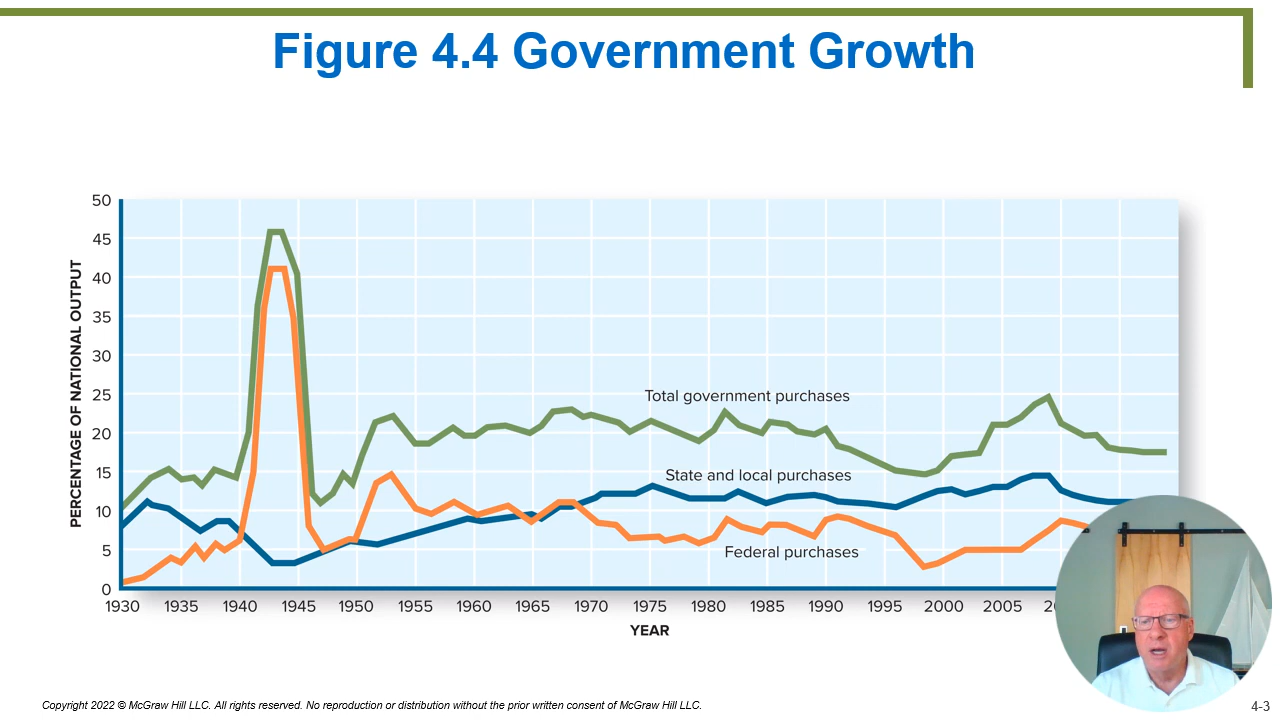 Figure 4.4 Government Growth
PERCENTAGE OF NATIONAL OUTPUT
50
45
40
35
30
25
20
15
10
5
0
Total government purchases
State and local purchases
Federal purchases
1930 1935 1940 1945 1950 1955 1960 1965 1970 1975 1980 1985 1990 1995 2000 2005
YEAR
Copyright 2022 © McGraw Hill LLC. All rights reserved. No reproduction or distribution without the prior written consent of McGraw Hill LLC.
4-3